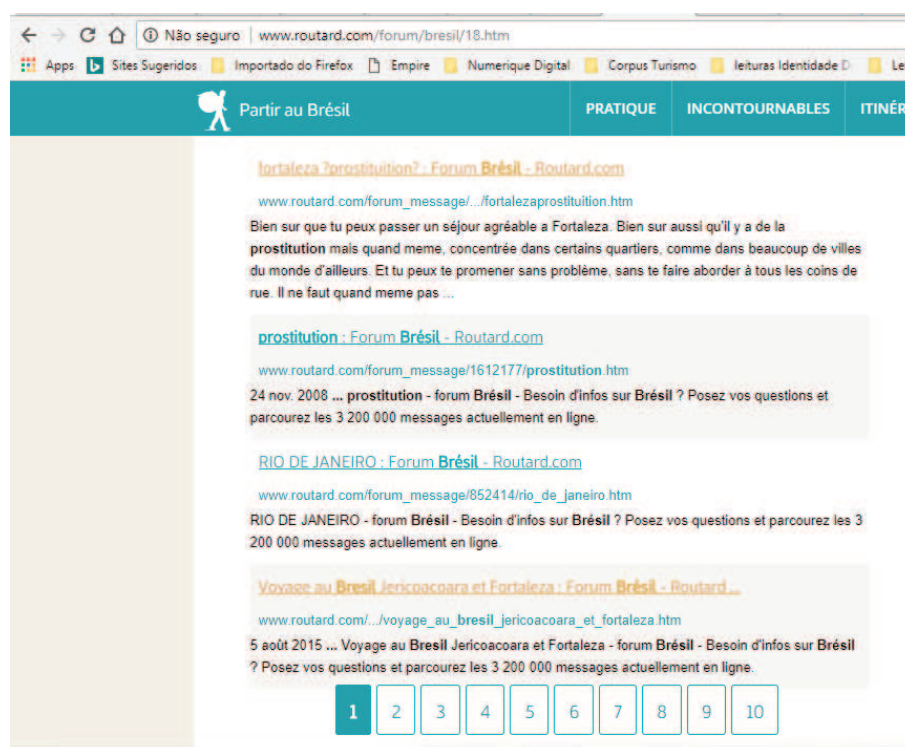 Não seguro | www.routard.com/forum/bresil/18.htm
Apps Sites Sugeridos Importado do Firefox Empire Numerique Digital Corpus Turismo leituras Identidade D Le
Partir au Brésil PRATIQUE INCONTOURNABLES ITINÉR
fortaleza ?prostituition? : Forum Brésil - Routard.com
www.routard.com/forum_message/.../fortalezaprostituition.htm
Bien sur que tu peux passer un séjour agréable a Fortaleza. Bien sur aussi qu'il y a de la
prostitution mais quand meme, concentrée dans certains quartiers, comme dans beaucoup de villes
du monde d'ailleurs. Et tu peux te promener sans problème, sans te faire aborder à tous les coins de
rue. Il ne faut quand meme pas ...
prostitution : Forum Brésil - Routard.com
www.routard.com/forum_message/1612177/prostitution.htm
24 nov. 2008 ... prostitution - forum Brésil - Besoin d'infos sur Brésil ? Posez vos questions et
parcourez les 3 200 000 messages actuellement en ligne.
RIO DE JANEIRO : Forum Brésil - Routard.com
www.routard.com/forum_message/852414/rio_de_janeiro.htm
RIO DE JANEIRO - forum Brésil - Besoin d'infos sur Brésil ? Posez vos questions et parcourez les 3
200 000 messages actuellement en ligne.
Voyage au Bresil Jericoacoara et Fortaleza : Forum Brésil - Routard ...
www.routard.com/.../voyage_au_bresil_jericoacoara_et_fortaleza.htm
5 août 2015 ... Voyage au Bresil Jericoacoara et Fortaleza - forum Brésil - Besoin d'infos sur Brésil
? Posez vos questions et parcourez les 3 200 000 messages actuellement en ligne.
1 2 3 4 5 6 7 8 9 10